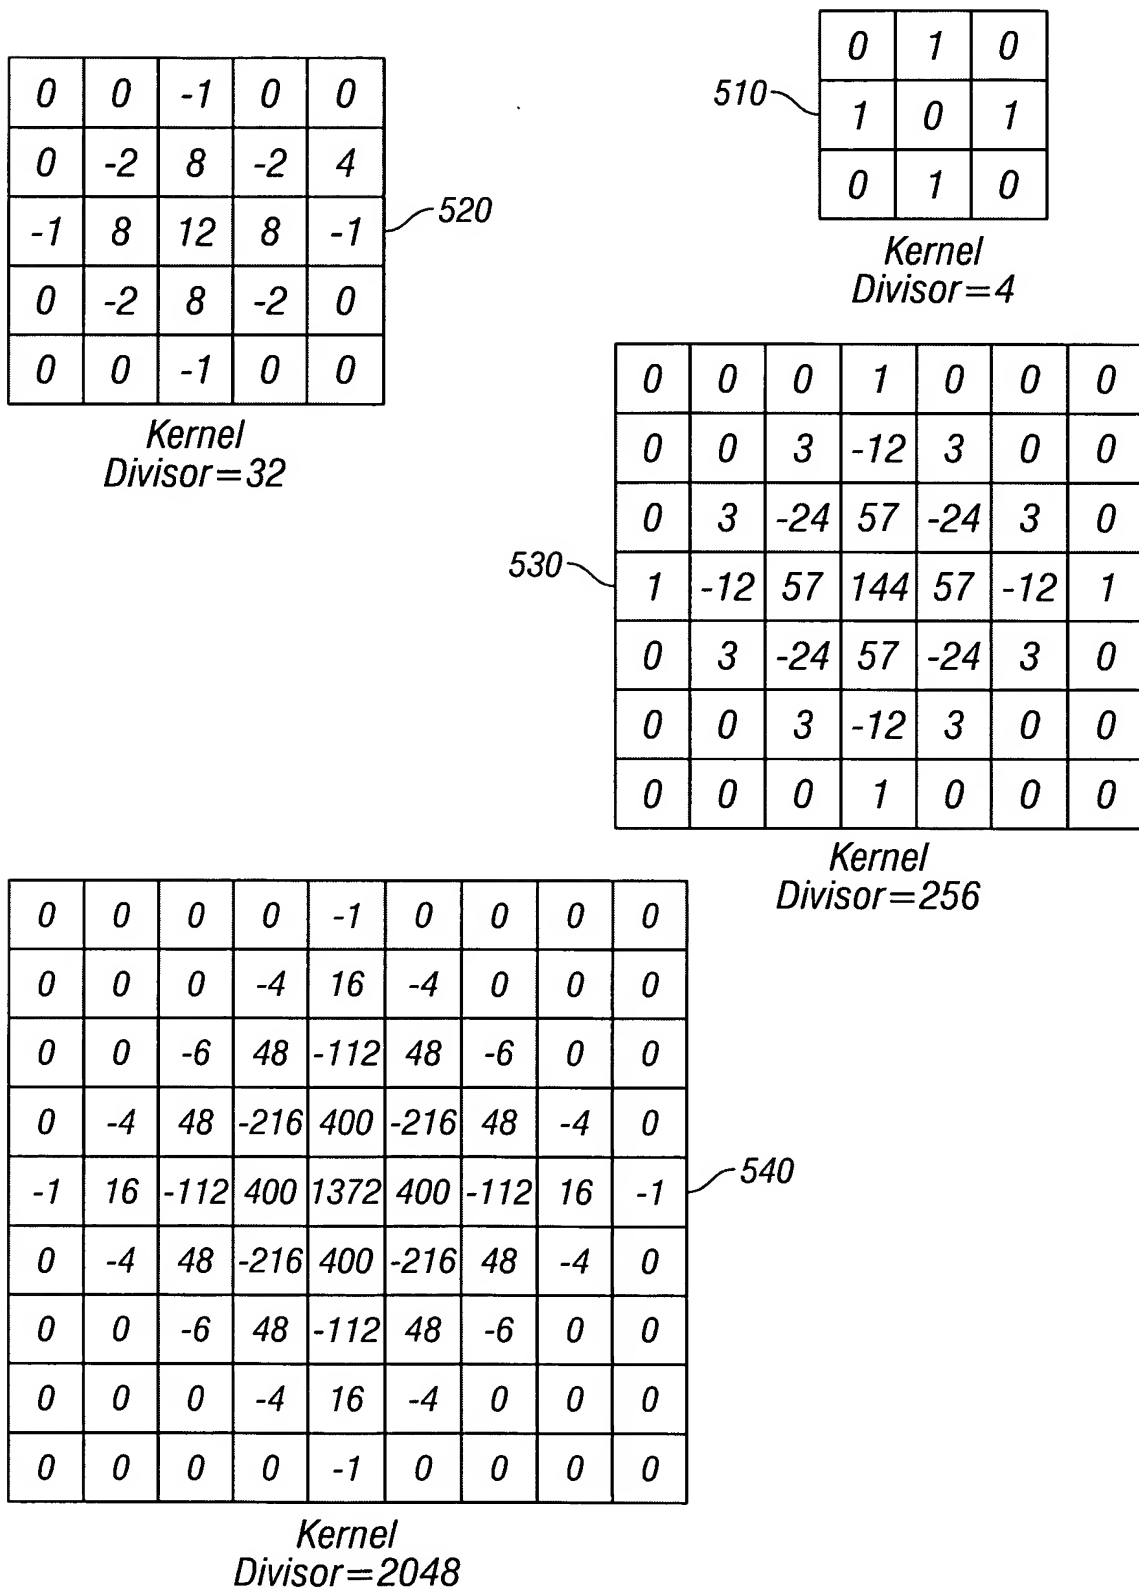 0 0 -1 0 0
0 -2 8 -2 4
-1 8 12 8 -1
0 -2 8 -2 0
0 0 -1 0 0
520
Kernel
Divisor=32
0 1 0
1 0 1
0 1 0
510
Kernel
Divisor=4
0 0 0 1 0 0 0
0 0 3 -12 3 0 0
0 3 -24 57 -24 3 0
1 -12 57 144 57 -12 1
0 3 -24 57 -24 3 0
0 0 3 -12 3 0 0
0 0 0 1 0 0 0
530
Kernel
Divisor=256
0 0 0 0 -1 0 0 0 0
0 0 0 -4 16 -4 0 0 0
0 0 -6 48 -112 48 -6 0 0
0 -4 48 -216 400 -216 48 -4 0
-1 16 -112 400 1372 400 -112 16 -1
0 -4 48 -216 400 -216 48 -4 0
0 0 -6 48 -112 48 -6 0 0
0 0 0 -4 16 -4 0 0 0
0 0 0 0 -1 0 0 0 0
540
Kernel
Divisor=2048